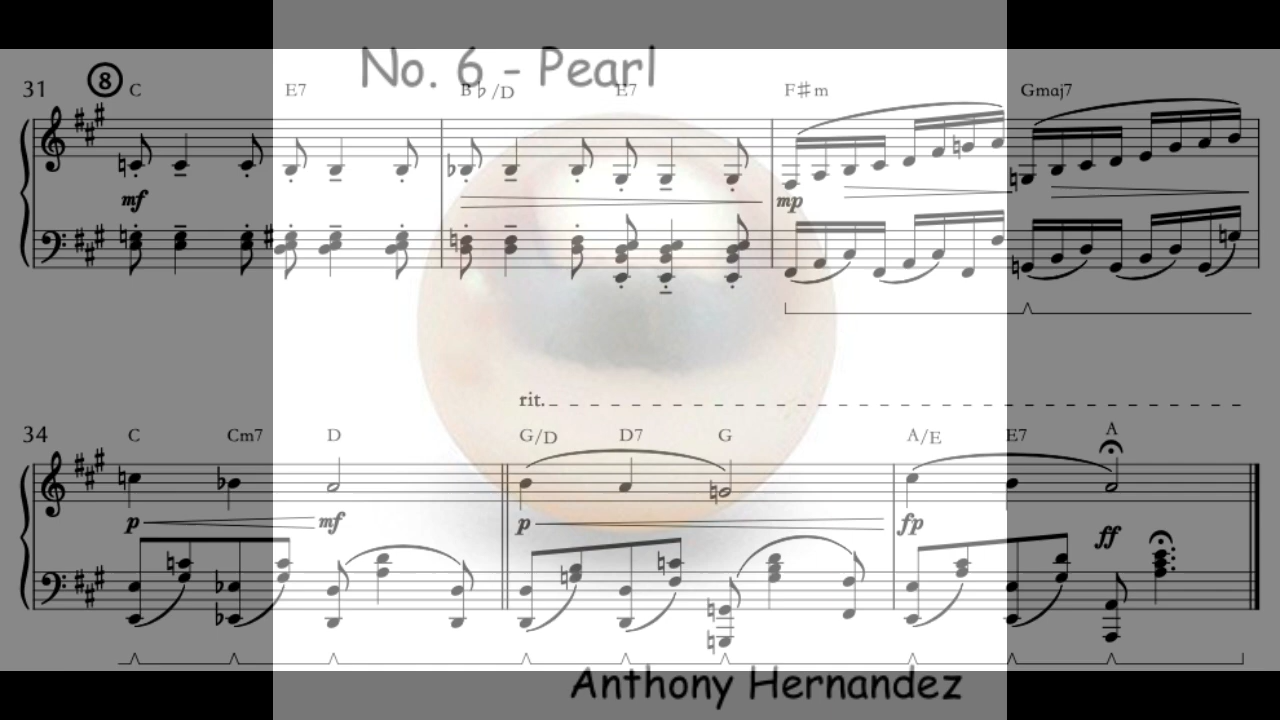 No. 6 - Pearl
31 8 C E7 B♭/D E7 F♯m Gmaj7
mf mp
rit.
34 C Cm7 D G/D D7 G A/E E7 A
p mf p fp ff
Anthony Hernandez